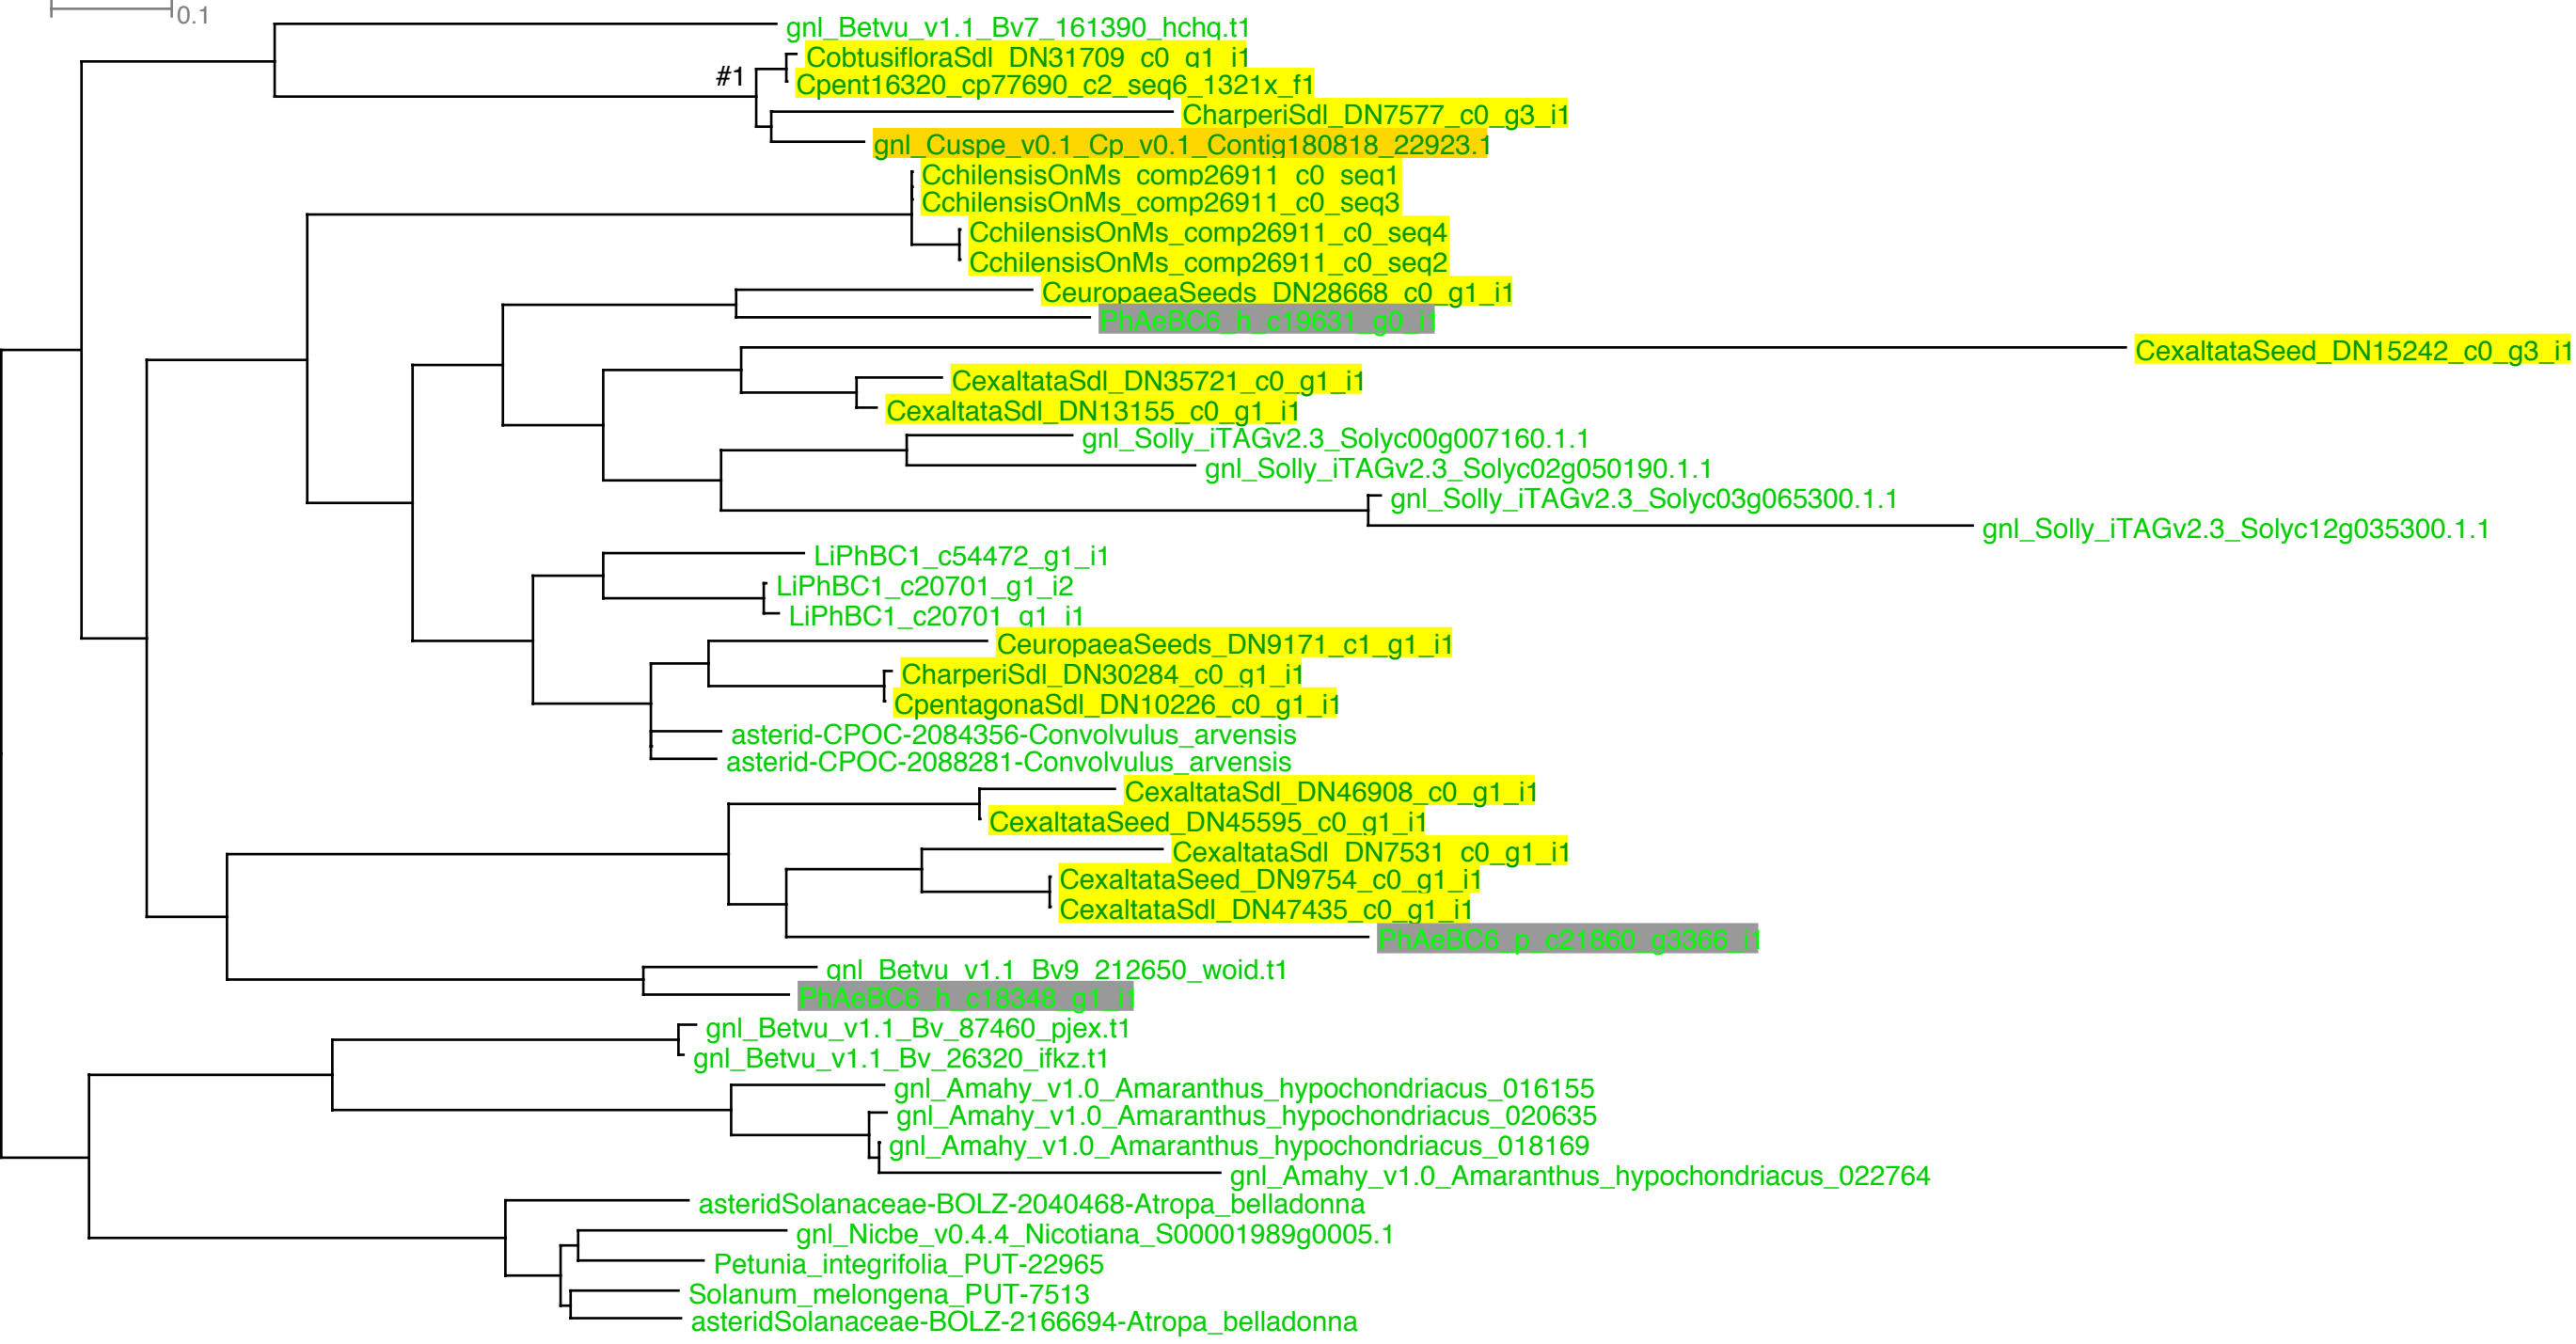 0.1
gnl_Betvu_v1.1_Bv7_161390_hchq.t1
CobtusifloraSdl_DN31709_c0_g1_i1
#1
Cpent16320_cp77690_c2_seq6_1321x_f1
CharperiSdl_DN7577_c0_g3_i1
gnl_Cuspe_v0.1_Cp_v0.1_Contig180818_22923.1
CchilensisOnMs_comp26911_c0_seq1
CchilensisOnMs_comp26911_c0_seq3
CchilensisOnMs_comp26911_c0_seq4
CchilensisOnMs_comp26911_c0_seq2
CeuropaeaSeeds_DN28668_c0_g1_i1
PhAeBC6_h_c19631_g0_i1
CexaltataSeed_DN15242_c0_g3_i1
CexaltataSdl_DN35721_c0_g1_i1
CexaltataSdl_DN13155_c0_g1_i1
gnl_Solly_iTAGv2.3_Solyc00g007160.1.1
gnl_Solly_iTAGv2.3_Solyc02g050190.1.1
gnl_Solly_iTAGv2.3_Solyc03g065300.1.1
gnl_Solly_iTAGv2.3_Solyc12g035300.1.1
LiPhBC1_c54472_g1_i1
LiPhBC1_c20701_g1_i2
LiPhBC1_c20701_g1_i1
CeuropaeaSeeds_DN9171_c1_g1_i1
CharperiSdl_DN30284_c0_g1_i1
CpentagonaSdl_DN10226_c0_g1_i1
asterid-CPOC-2084356-Convolvulus_arvensis
asterid-CPOC-2088281-Convolvulus_arvensis
CexaltataSdl_DN46908_c0_g1_i1
CexaltataSeed_DN45595_c0_g1_i1
CexaltataSdl_DN7531_c0_g1_i1
CexaltataSeed_DN9754_c0_g1_i1
CexaltataSdl_DN47435_c0_g1_i1
PhAeBC6_p_c21860_g3366_i1
gnl_Betvu_v1.1_Bv9_212650_woid.t1
PhAeBC6_h_c18348_g1_i1
gnl_Betvu_v1.1_Bv_87460_pjex.t1
gnl_Betvu_v1.1_Bv_26320_ifkz.t1
gnl_Amahy_v1.0_Amaranthus_hypochondriacus_016155
gnl_Amahy_v1.0_Amaranthus_hypochondriacus_020635
gnl_Amahy_v1.0_Amaranthus_hypochondriacus_018169
gnl_Amahy_v1.0_Amaranthus_hypochondriacus_022764
asteridSolanaceae-BOLZ-2040468-Atropa_belladonna
gnl_Nicbe_v0.4.4_Nicotiana_S00001989g0005.1
Petunia_integrifolia_PUT-22965
Solanum_melongena_PUT-7513
asteridSolanaceae-BOLZ-2166694-Atropa_belladonna